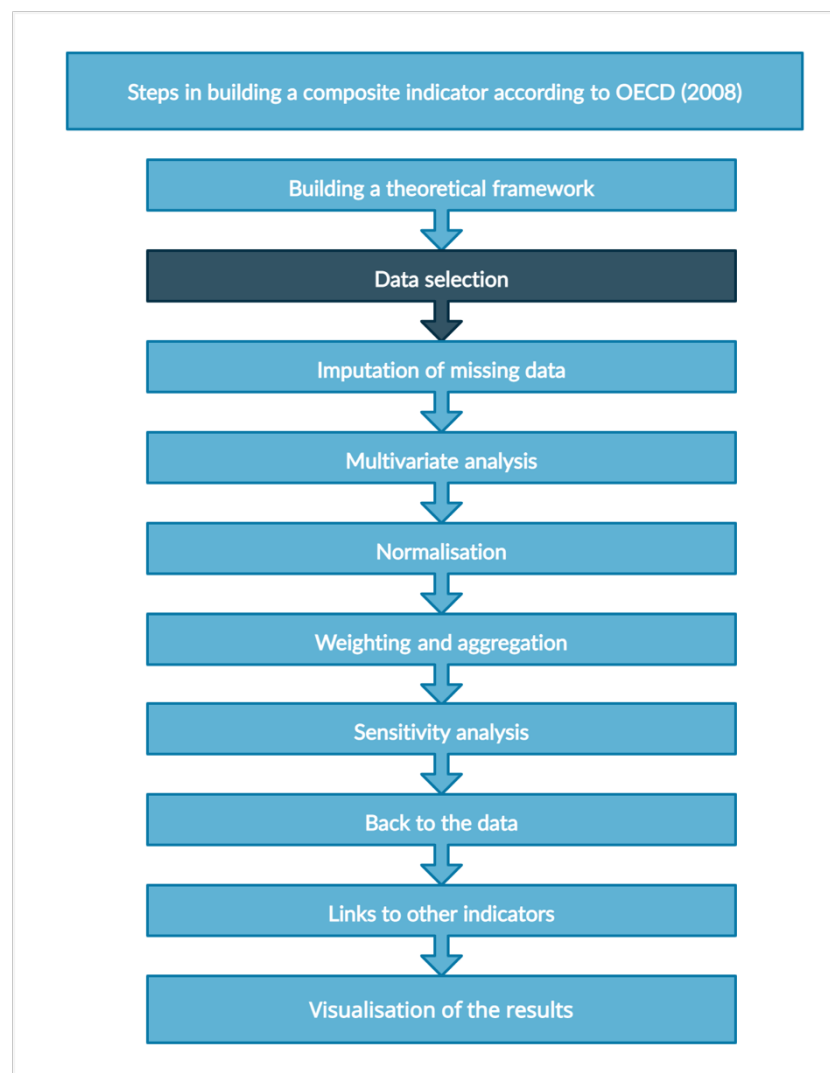 Steps in building a composite indicator according to OECD (2008)
Building a theoretical framework
Data selection
Imputation of missing data
Multivariate analysis
Normalisation
Weighting and aggregation
Sensitivity analysis
Back to the data
Links to other indicators
Visualisation of the results